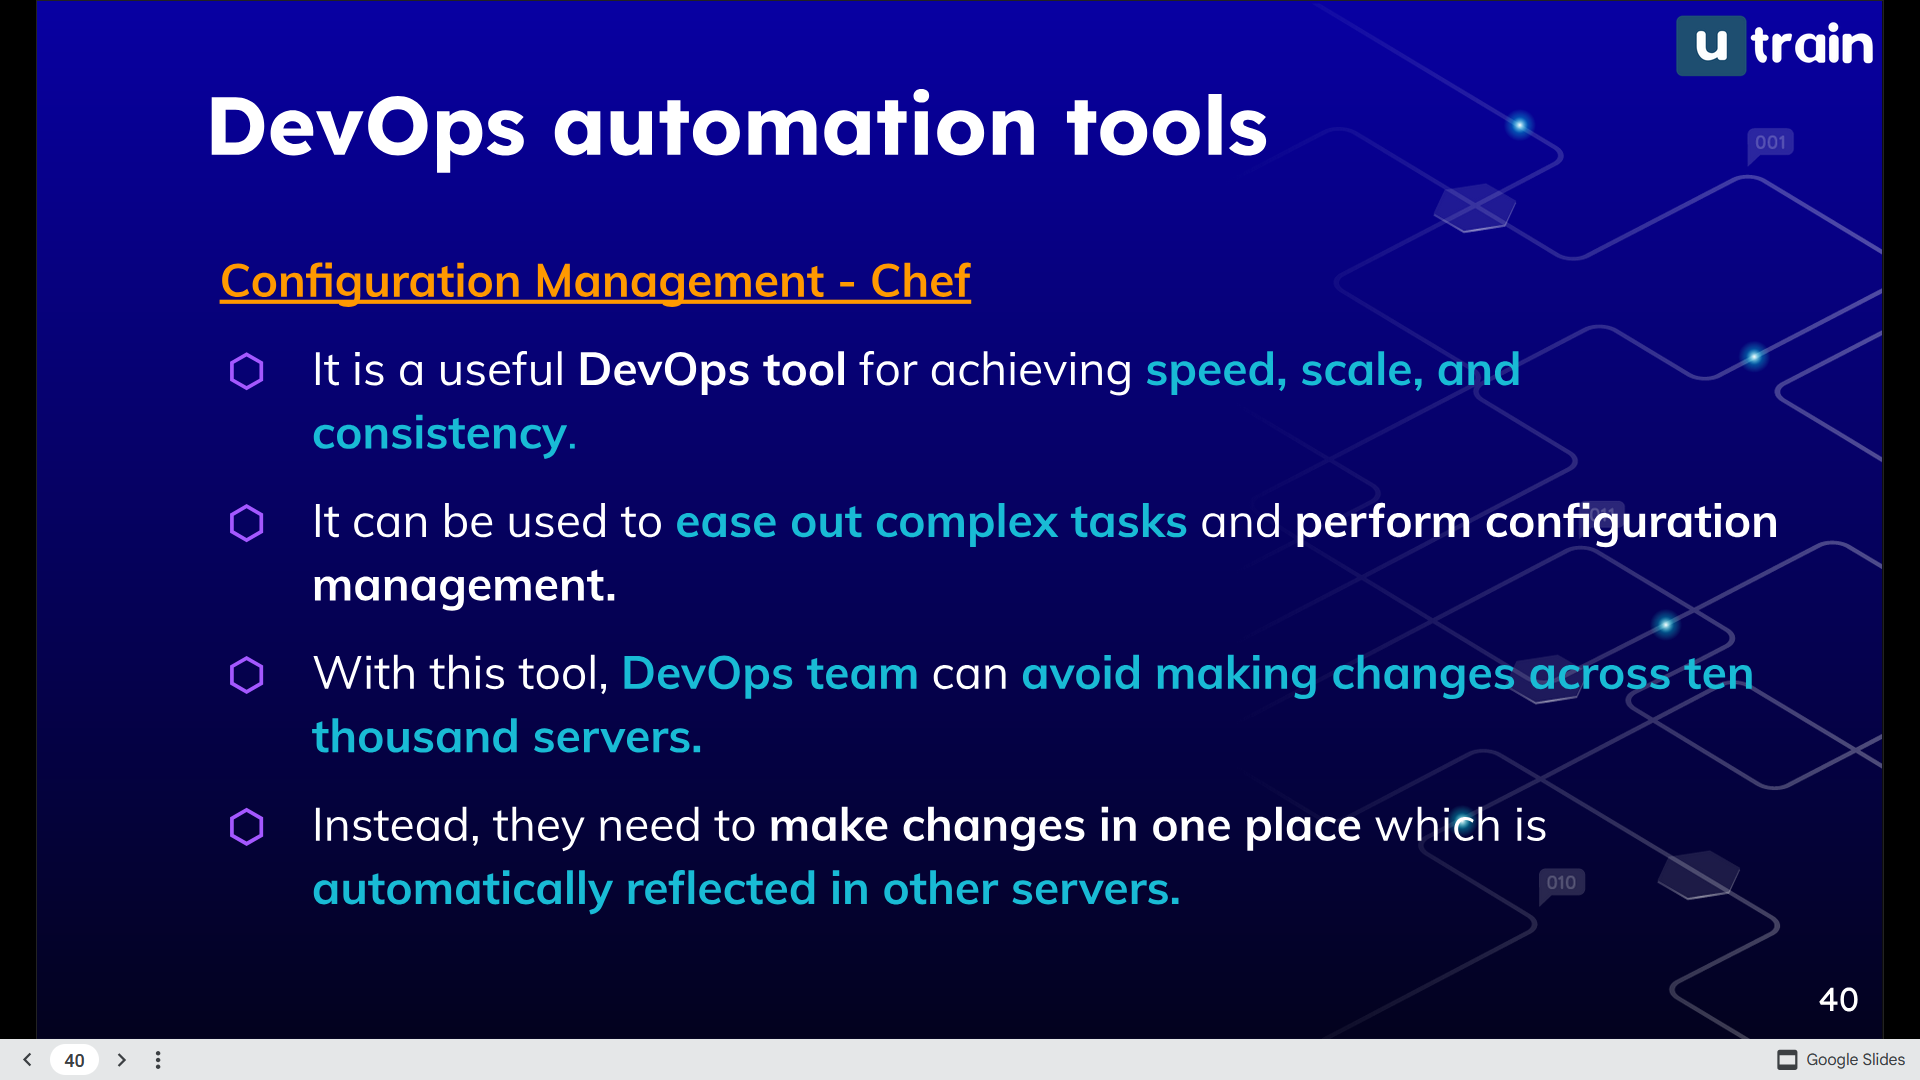 u train
DevOps automation tools
001
Configuration Management - Chef
It is a useful DevOps tool for achieving speed, scale, and
consistency.
It can be used to ease out complex tasks and perform configuration
management.
With this tool, DevOps team can avoid making changes across ten
thousand servers.
Instead, they need to make changes in one place which is
automatically reflected in other servers.
010
40
40
Google Slides